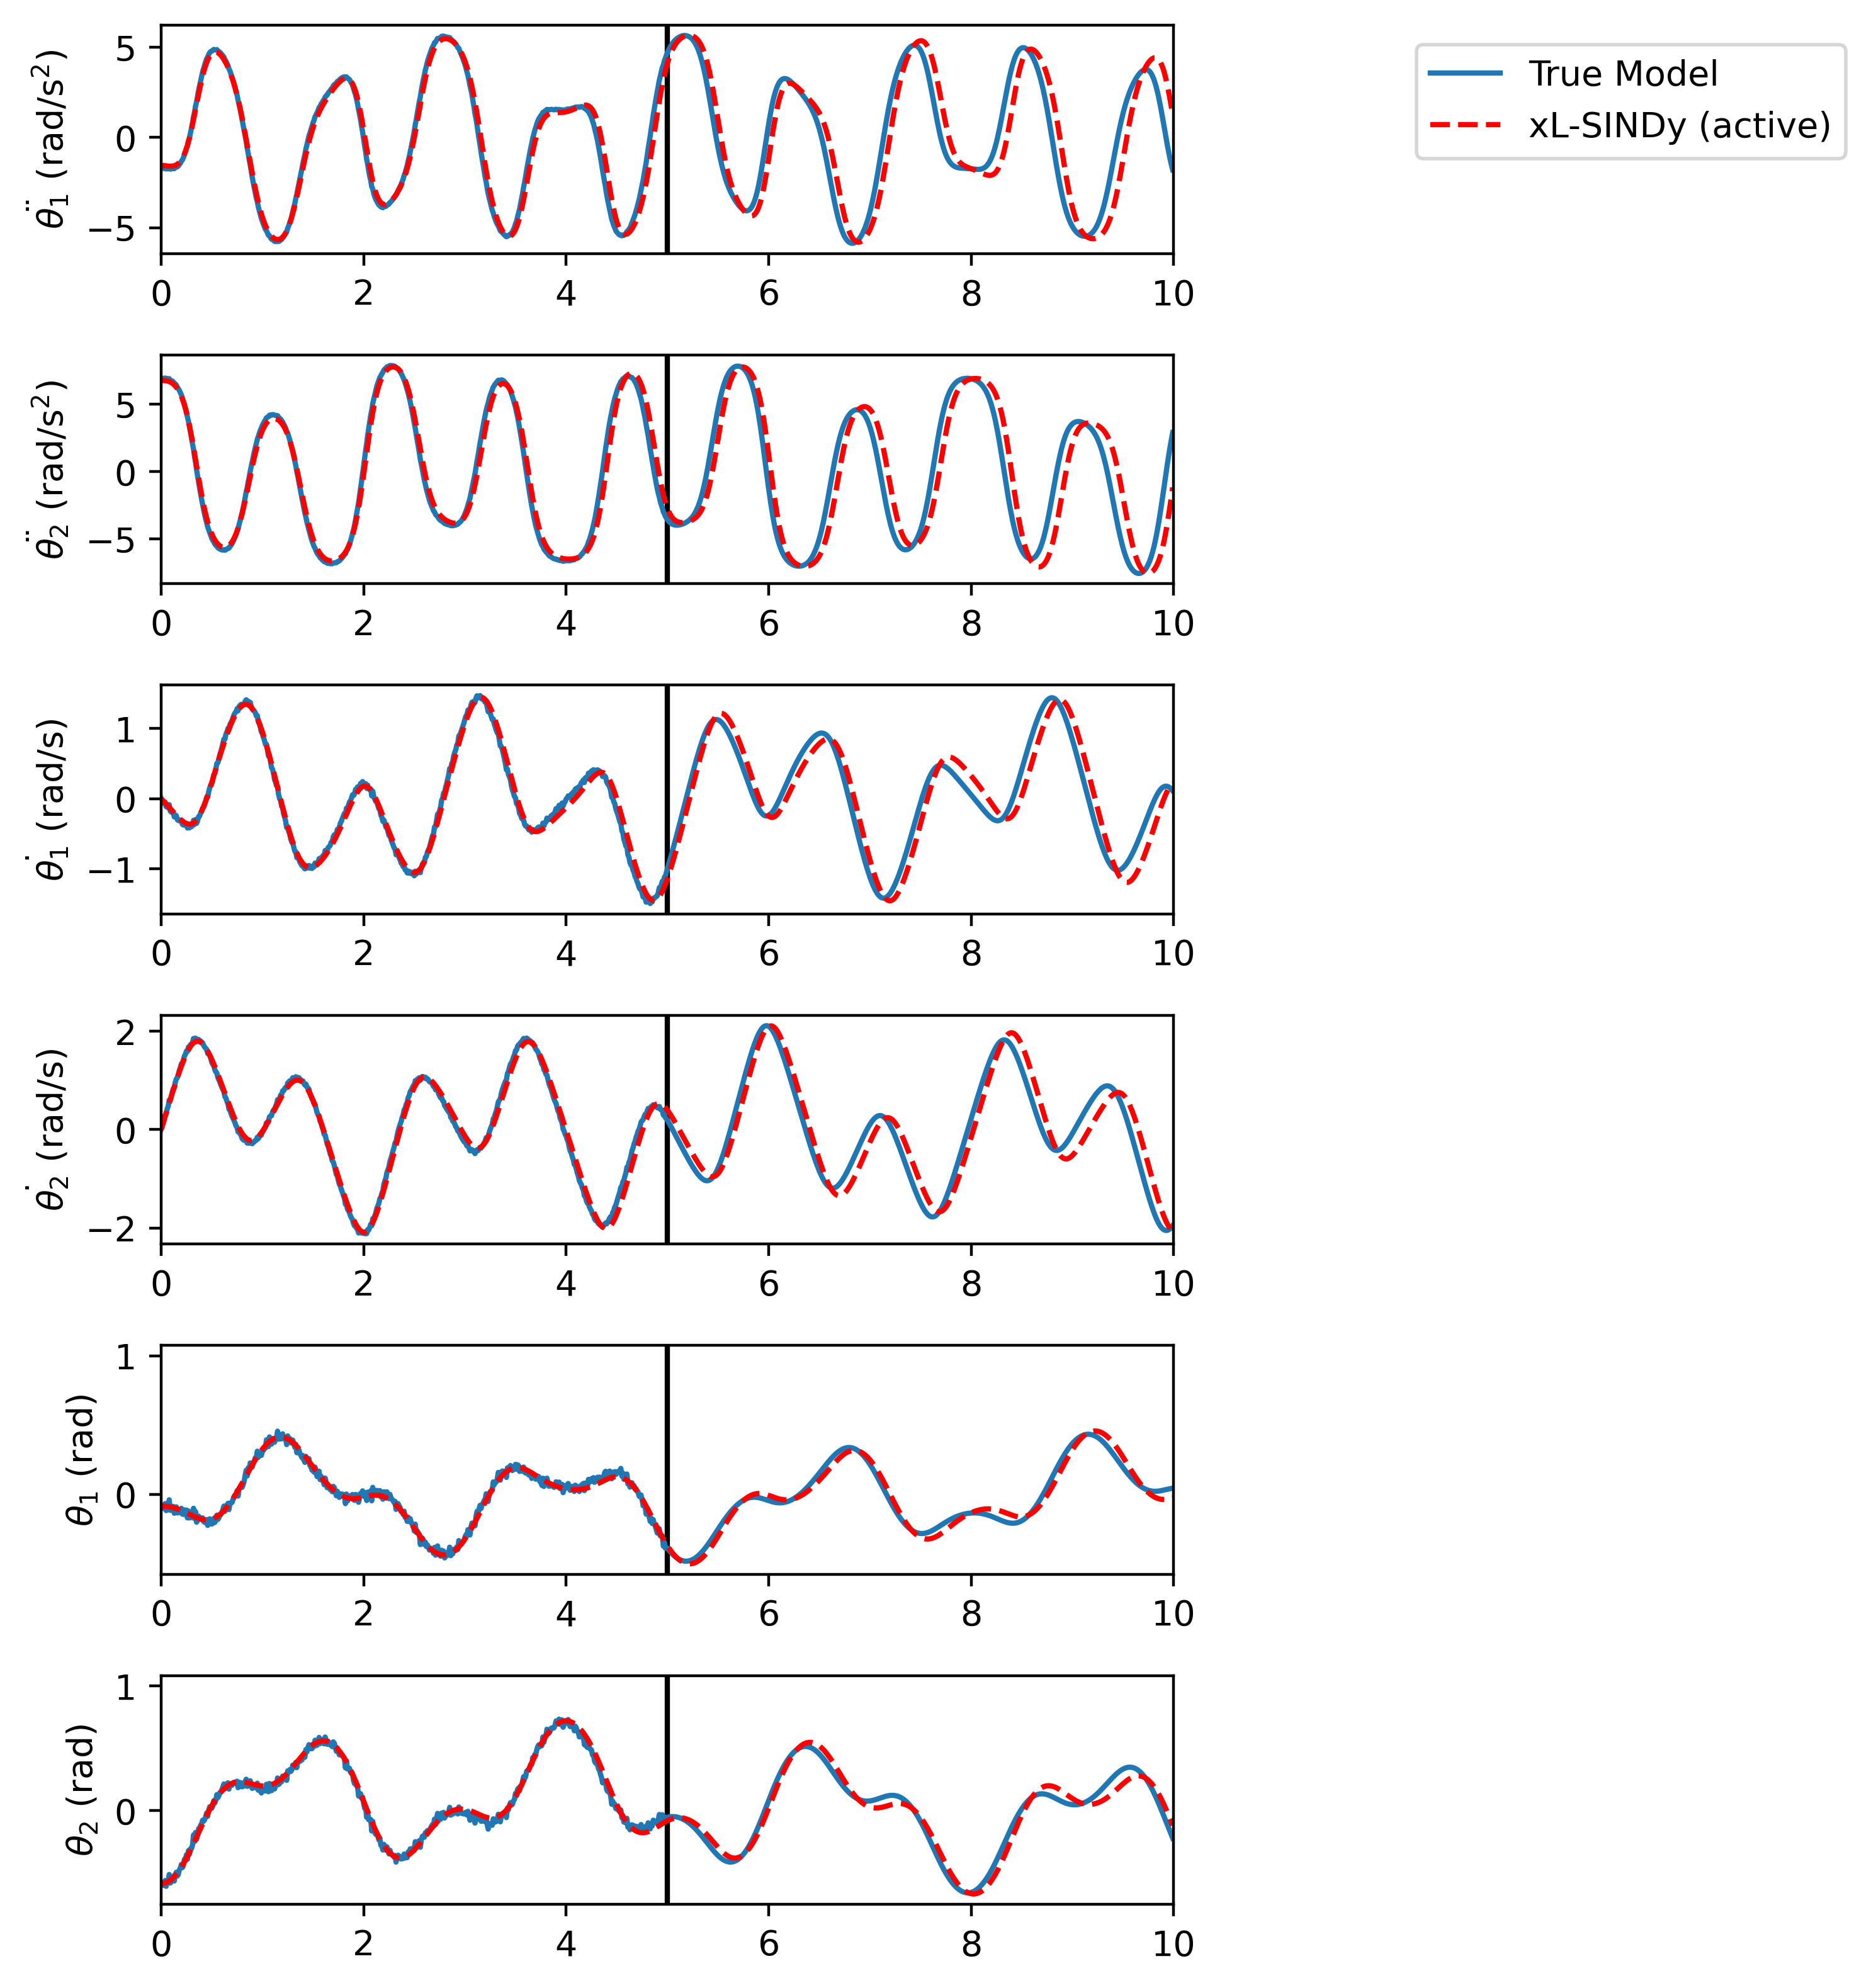 5
0
−5
θ̈₁ (rad/s²)
0 2 4 6 8 10
True Model
xL-SINDy (active)
5
0
−5
θ̈₂ (rad/s²)
0 2 4 6 8 10
1
0
−1
θ̇₁ (rad/s)
0 2 4 6 8 10
2
0
−2
θ̇₂ (rad/s)
0 2 4 6 8 10
1
0
θ₁ (rad)
0 2 4 6 8 10
1
0
θ₂ (rad)
0 2 4 6 8 10